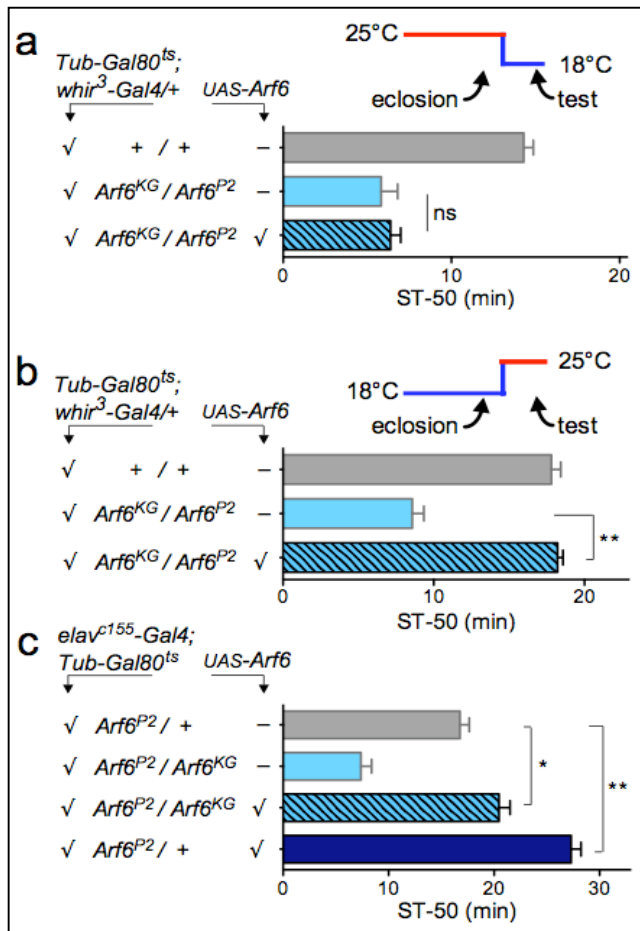 a
25°C
Tub-Gal80ts;
whir3-Gal4/+ UAS-Arf6
18°C
eclosion test
√ + / + –
√ Arf6KG / Arf6P2 –
ns
√ Arf6KG / Arf6P2 √
0 10 20
ST-50 (min)
b
25°C
Tub-Gal80ts;
whir3-Gal4/+ UAS-Arf6
18°C
eclosion test
√ + / + –
√ Arf6KG / Arf6P2 –
**
√ Arf6KG / Arf6P2 √
0 10 20
ST-50 (min)
c
elavc155-Gal4;
Tub-Gal80ts UAS-Arf6
√ Arf6P2 / + –
√ Arf6P2 / Arf6KG –
*
**
√ Arf6P2 / Arf6KG √
√ Arf6P2 / + √
0 10 20 30
ST-50 (min)